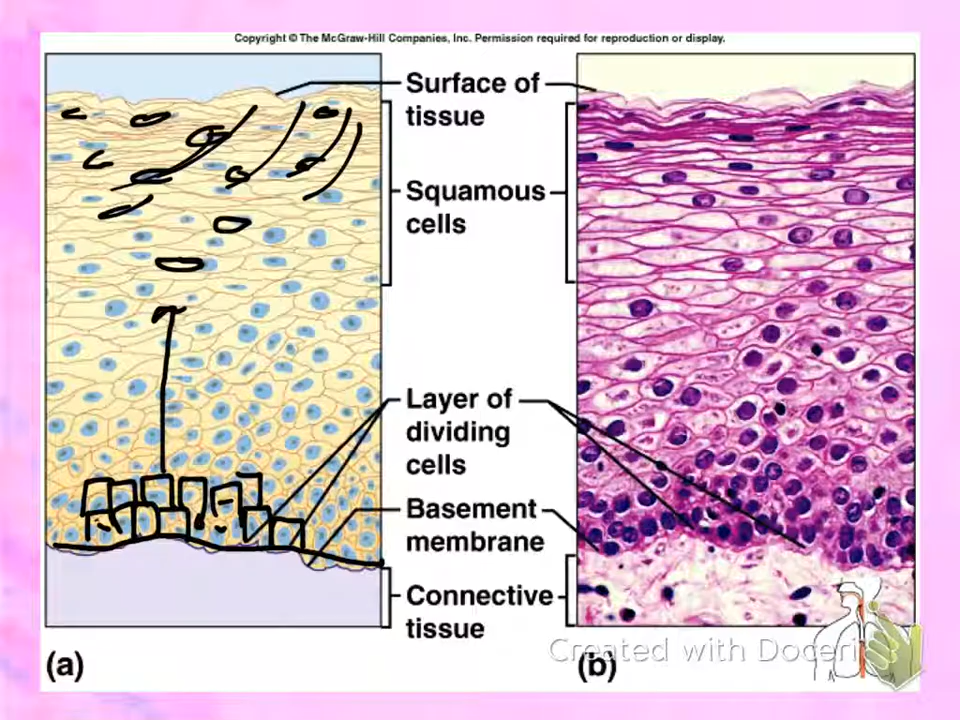 Copyright © The McGraw-Hill Companies, Inc. Permission required for reproduction or display.
Surface of
tissue
Squamous
cells
Layer of
dividing
cells
Basement
membrane
Connective
tissue
Created with Doceri
(a)
(b)